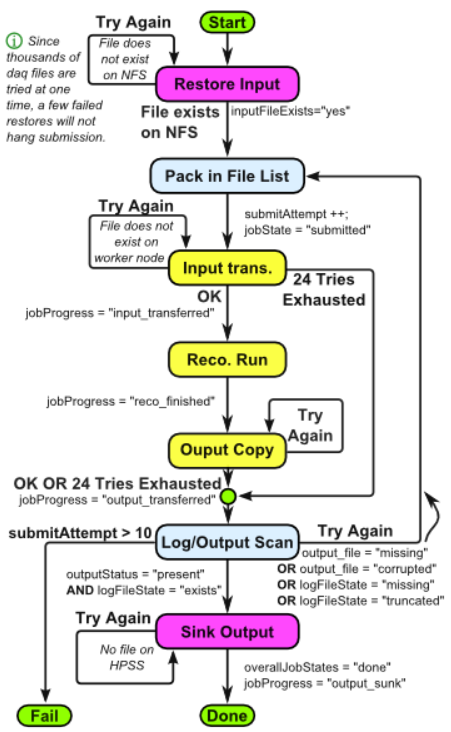 Start
Try Again
File does
not exist
on NFS
i Since
thousands of
daq files are
tried at one
time, a few failed
restores will not
hang submission.
Restore Input
File exists
on NFS
inputFileExists="yes"
Pack in File List
Try Again
File does not
exist on
worker node
submitAttempt ++;
jobState = "submitted"
Input trans.
24 Tries
Exhausted
OK
jobProgress = "input_transferred"
Reco. Run
jobProgress = "reco_finished"
Try
Again
Ouput Copy
OK OR 24 Tries Exhausted
jobProgress = "output_transferred"
submitAttempt > 10
Log/Output Scan
Try Again
output_file = "missing"
OR output_file = "corrupted"
OR logFileState = "missing"
OR logFileState = "truncated"
outputStatus = "present"
AND logFileState = "exists"
Try Again
No file on
HPSS
Sink Output
overallJobStates = "done"
jobProgress = "output_sunk"
Fail
Done